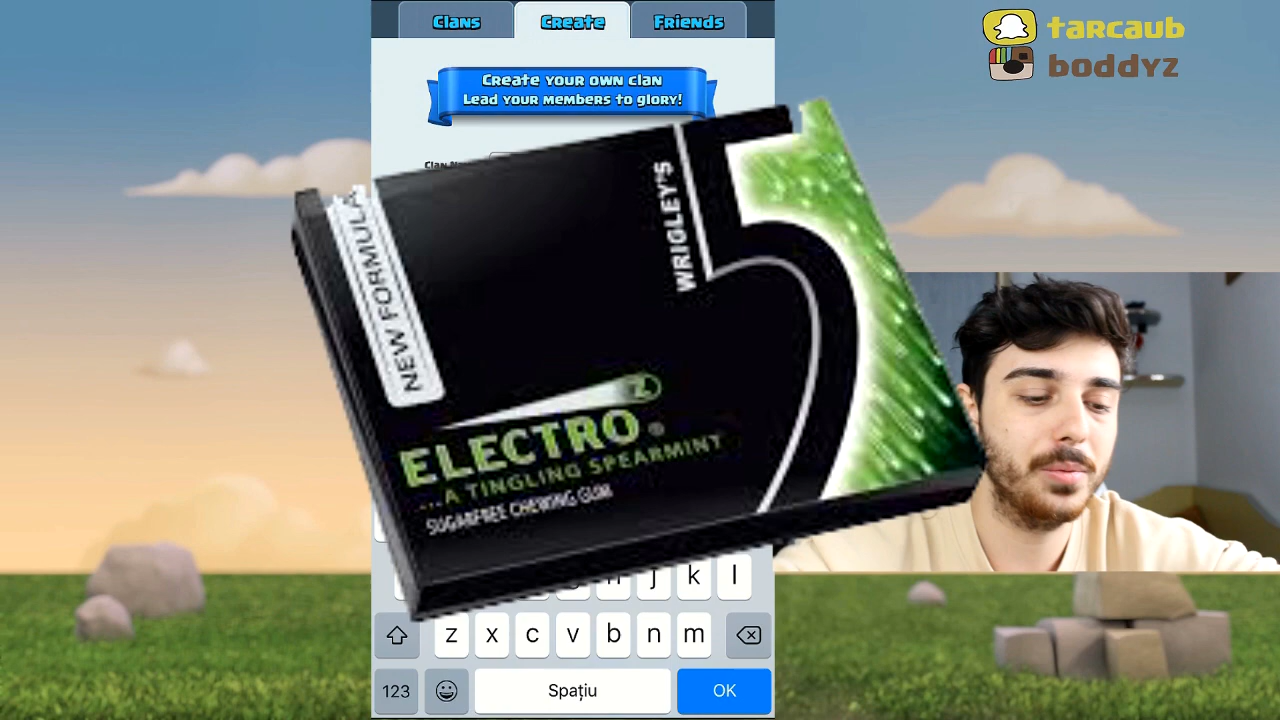 Clans
Create
Friends
tarcaub
boddyz
Create your own clan
Lead your members to glory!
Clan
WRIGLEY'S
5
NEW FORMULA
ELECTRO®
...A TINGLING SPEARMINT
SUGARFREE CHEWING GUM
j k l
z x c v b n m
123
Spațiu
OK